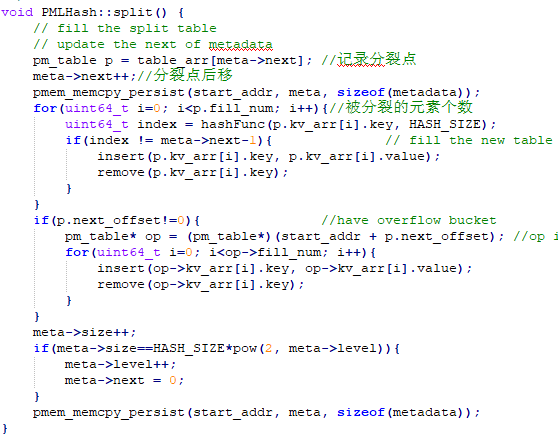 void PMLHash::split() {
    // fill the split table
    // update the next of metadata
    pm_table p = table_arr[meta->next]; //记录分裂点
    meta->next++;//分裂点后移
    pmem_memcpy_persist(start_addr, meta, sizeof(metadata));
    for(uint64_t i=0; i<p.fill_num; i++){//被分裂的元素个数
        uint64_t index = hashFunc(p.kv_arr[i].key, HASH_SIZE);
        if(index != meta->next-1){              // fill the new table
            insert(p.kv_arr[i].key, p.kv_arr[i].value);
            remove(p.kv_arr[i].key);
        }
    }
    if(p.next_offset!=0){               //have overflow bucket
        pm_table* op = (pm_table*)(start_addr + p.next_offset); //op i
        for(uint64_t i=0; i<op->fill_num; i++){
            insert(op->kv_arr[i].key, op->kv_arr[i].value);
            remove(op->kv_arr[i].key);
        }
    }
    meta->size++;
    if(meta->size==HASH_SIZE*pow(2, meta->level)){
        meta->level++;
        meta->next = 0;
    }
    pmem_memcpy_persist(start_addr, meta, sizeof(metadata));
}